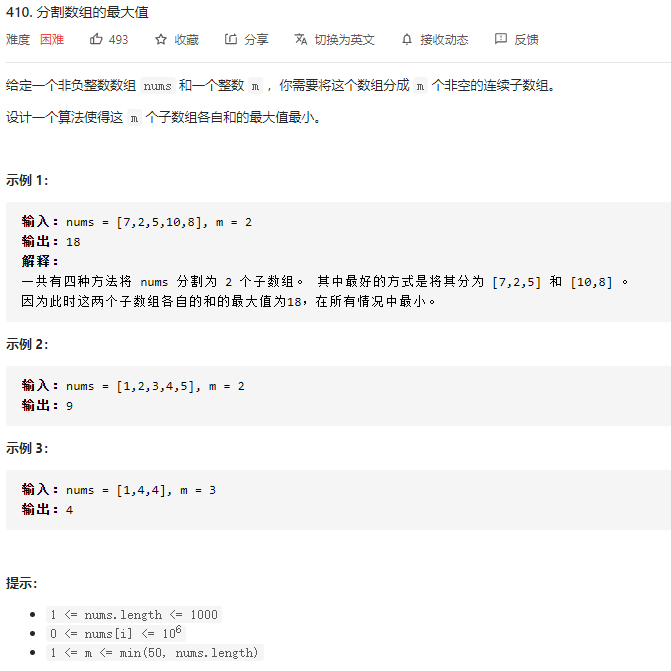 410. 分割数组的最大值
难度 困难 493 收藏 分享 切换为英文 接收动态 反馈
给定一个非负整数数组 nums 和一个整数 m ，你需要将这个数组分成 m 个非空的连续子数组。
设计一个算法使得这 m 个子数组各自和的最大值最小。
示例 1：
输入：nums = [7,2,5,10,8], m = 2
输出：18
解释：
一共有四种方法将 nums 分割为 2 个子数组。 其中最好的方式是将其分为 [7,2,5] 和 [10,8] 。
因为此时这两个子数组各自的和的最大值为18，在所有情况中最小。
示例 2：
输入：nums = [1,2,3,4,5], m = 2
输出：9
示例 3：
输入：nums = [1,4,4], m = 3
输出：4
提示：
• 1 <= nums.length <= 1000
• 0 <= nums[i] <= 10⁶
• 1 <= m <= min(50, nums.length)